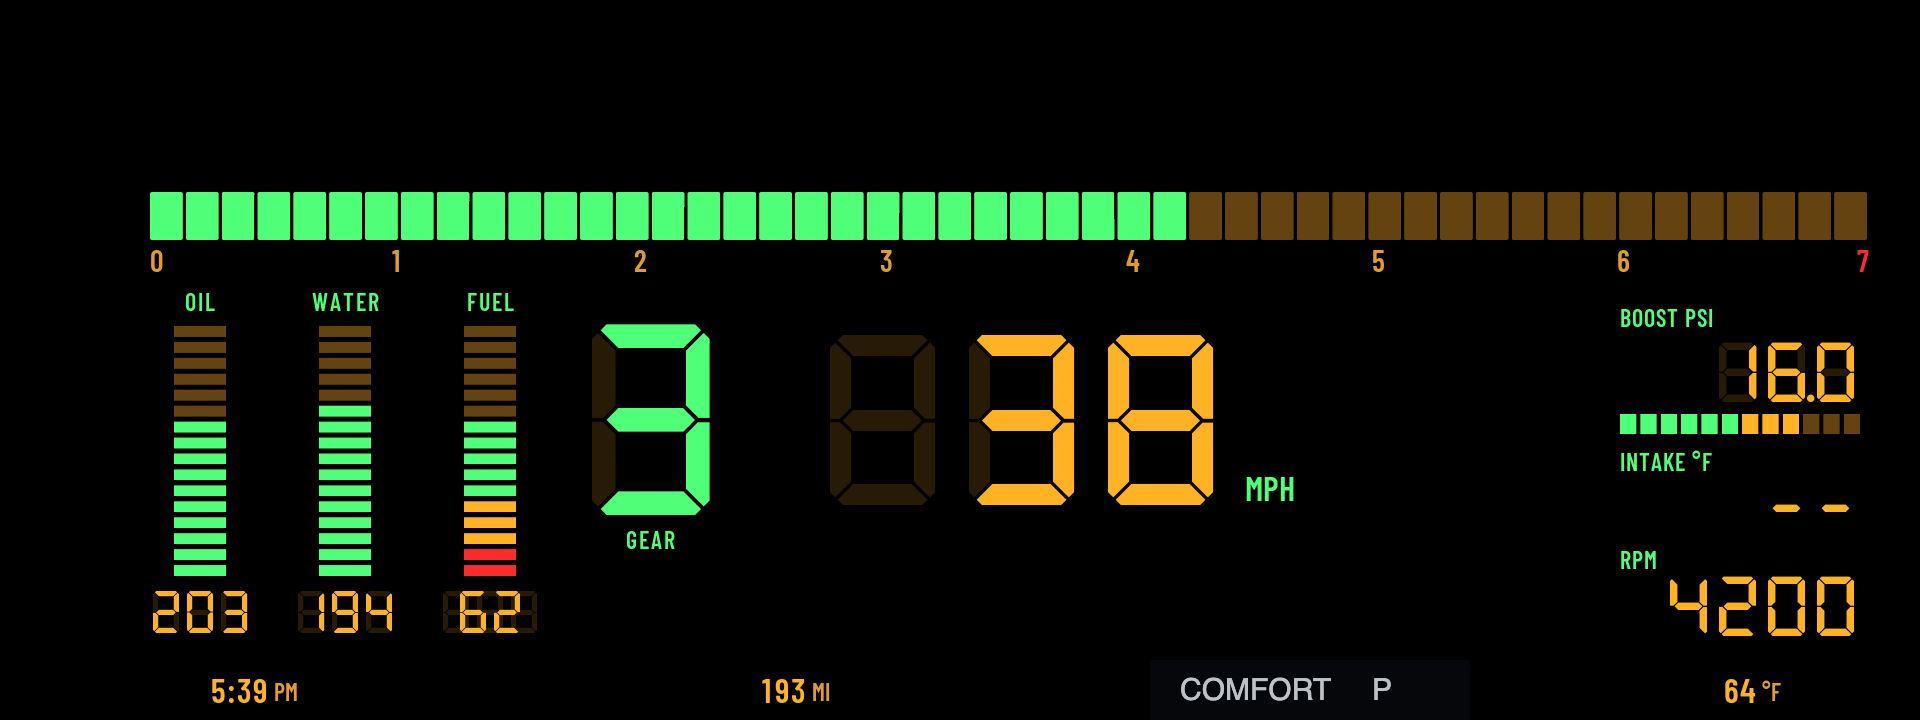 0 1 2 3 4 5 6 7
OIL WATER FUEL
BOOST PSI
3 38 MPH
16.0
INTAKE °F
--
GEAR
RPM
4200
203 194 62
5:39 PM 193 MI COMFORT P 64 °F